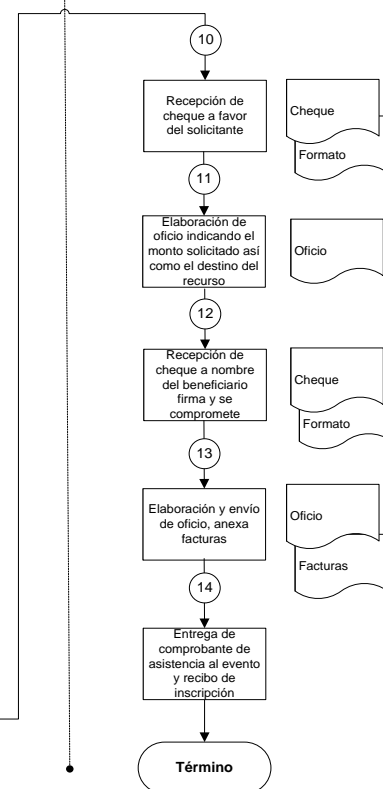 10
Recepción de
cheque a favor
del solicitante
Cheque
Formato
11
Elaboración de
oficio indicando el
monto solicitado así
como el destino del
recurso
Oficio
12
Recepción de
cheque a nombre
del beneficiario
firma y se
compromete
Cheque
Formato
13
Elaboración y envío
de oficio, anexa
facturas
Oficio
Facturas
14
Entrega de
comprobante de
asistencia al evento
y recibo de
inscripción
Término